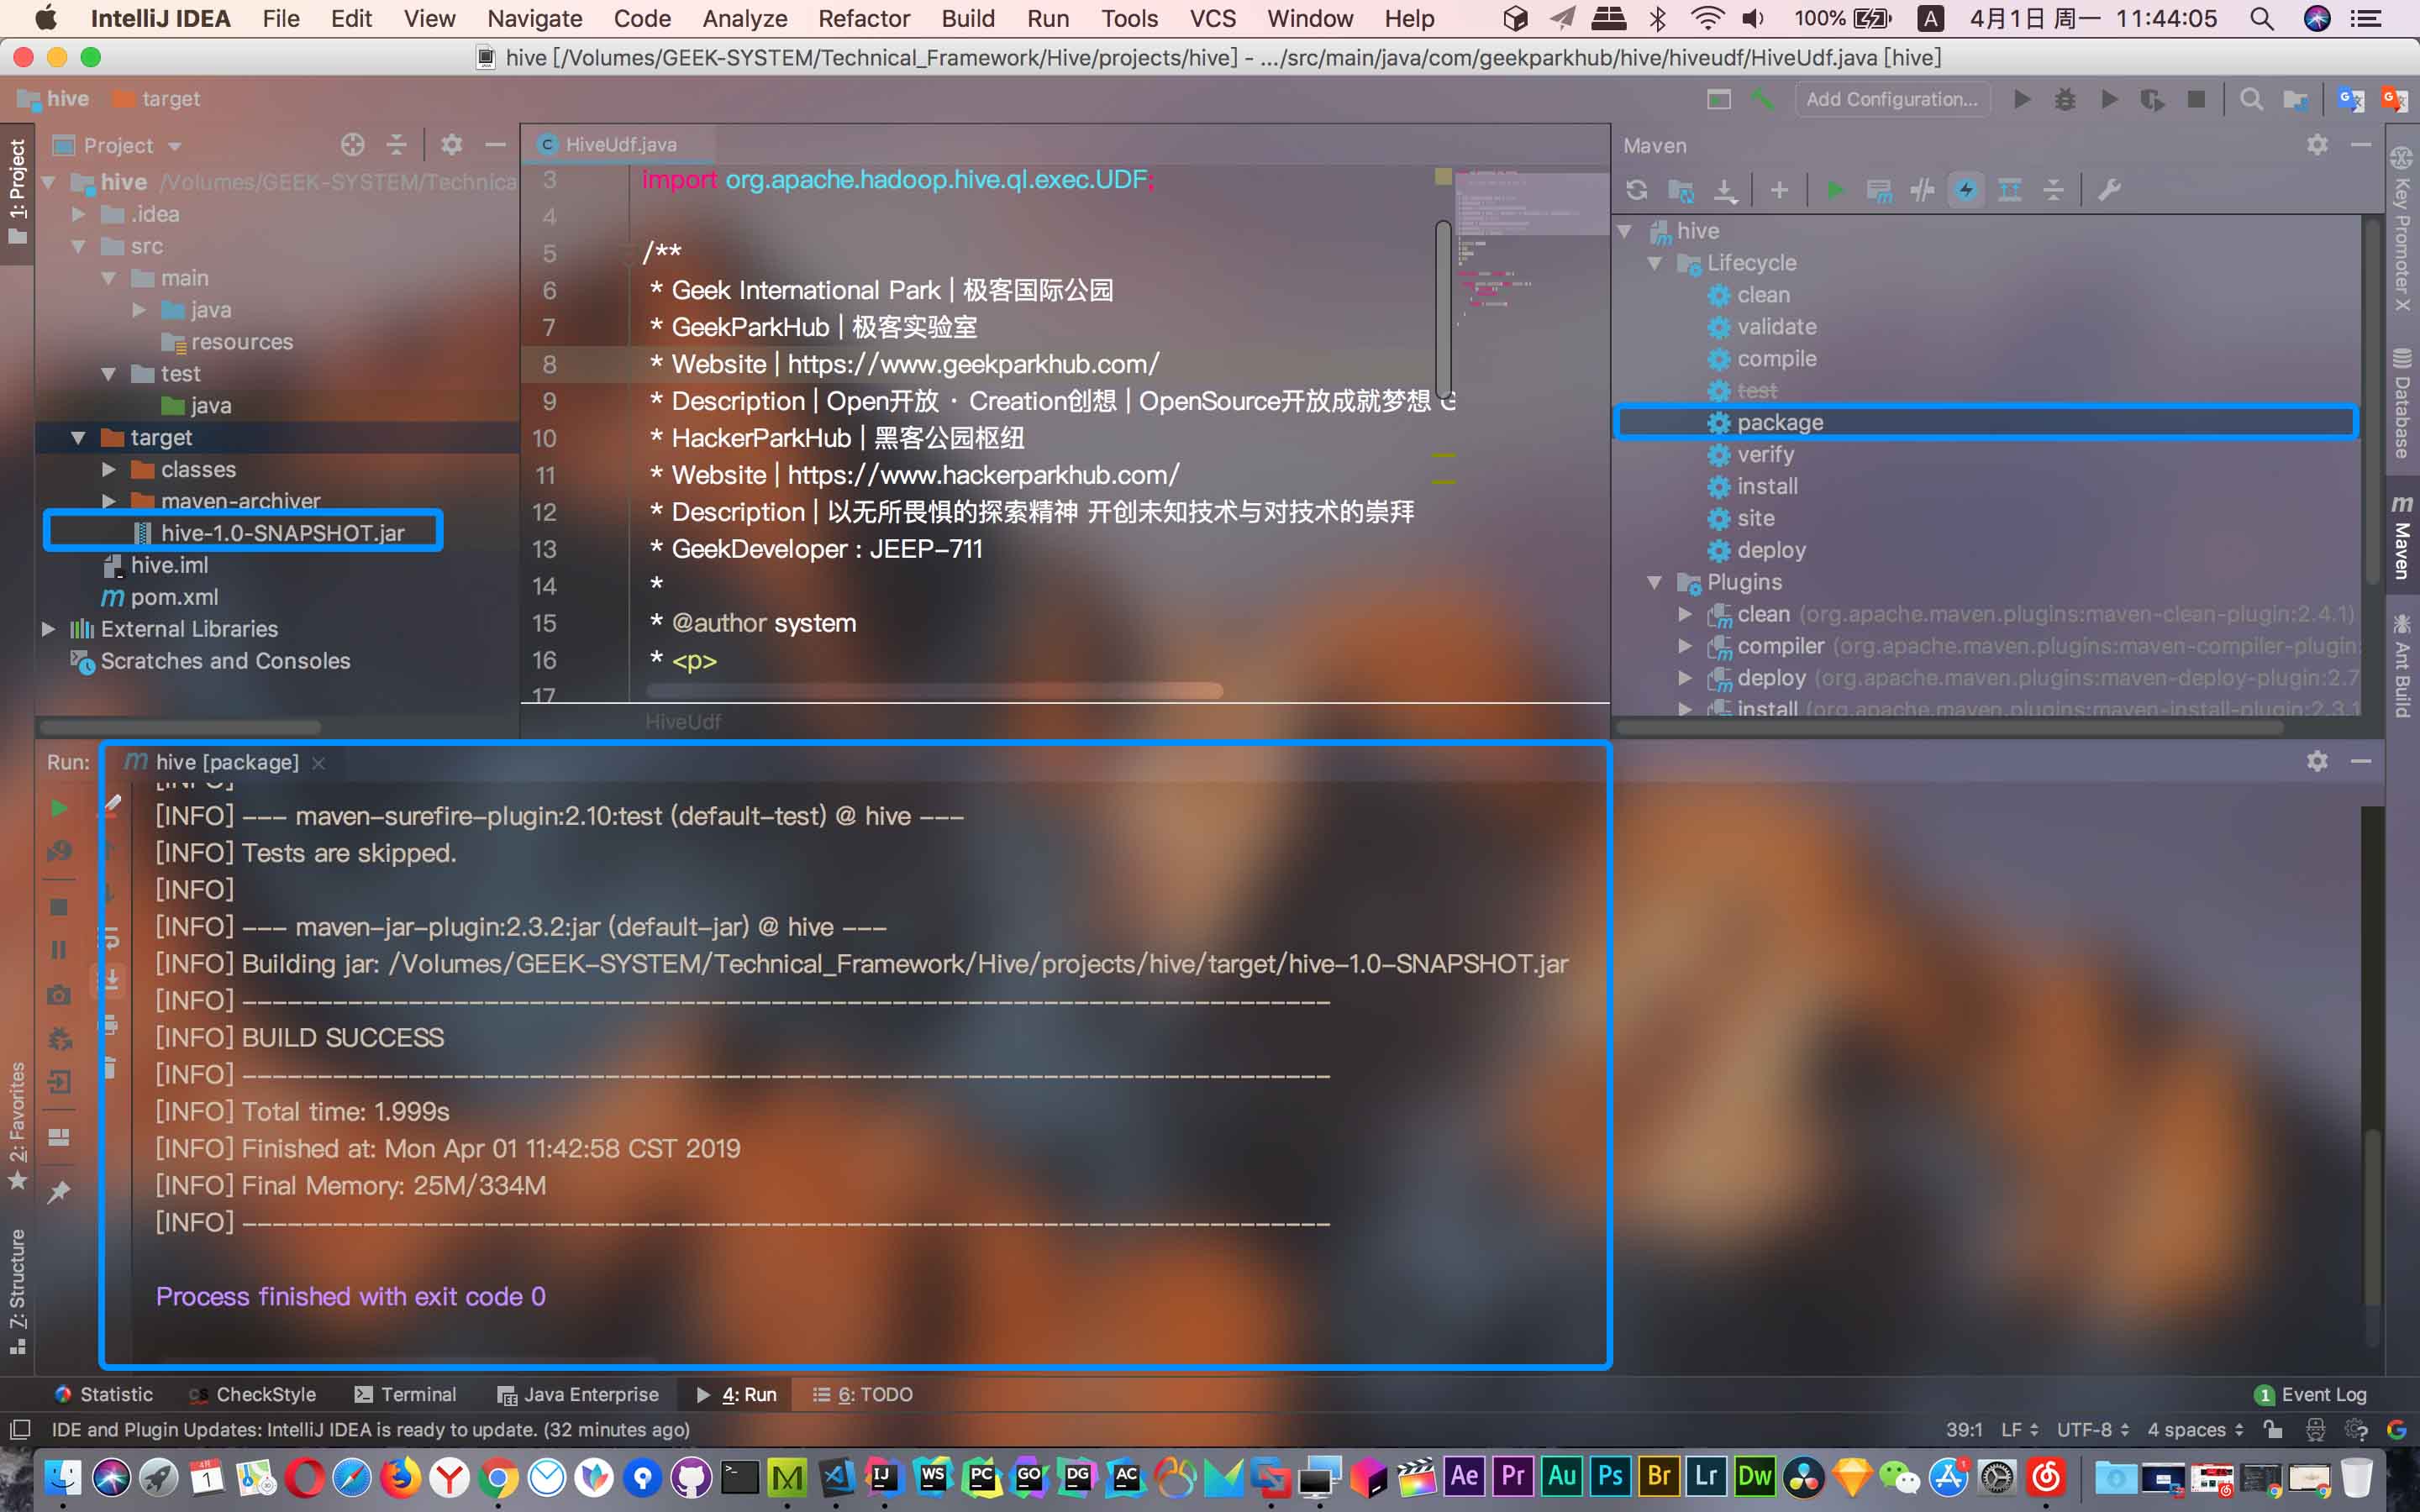 IntelliJ IDEA File Edit View Navigate Code Analyze Refactor Build Run Tools VCS Window Help 100% A 4月1日 周一 11:44:05
hive [/Volumes/GEEK-SYSTEM/Technical_Framework/Hive/projects/hive] - .../src/main/java/com/geekparkhub/hive/hiveudf/HiveUdf.java [hive]
hive target
Add Configuration...
1: Project
Project
hive /Volumes/GEEK-SYSTEM/Technica
.idea
src
main
java
resources
test
java
target
classes
maven-archiver
hive-1.0-SNAPSHOT.jar
hive.iml
pom.xml
External Libraries
Scratches and Consoles
HiveUdf.java
3 import org.apache.hadoop.hive.ql.exec.UDF;
4
5 /**
6 * Geek International Park | 极客国际公园
7 * GeekParkHub | 极客实验室
8 * Website | https://www.geekparkhub.com/
9 * Description | Open开放 · Creation创想 | OpenSource开放成就梦想 G
10 * HackerParkHub | 黑客公园枢纽
11 * Website | https://www.hackerparkhub.com/
12 * Description | 以无所畏惧的探索精神 开创未知技术与对技术的崇拜
13 * GeekDeveloper : JEEP-711
14 *
15 * @author system
16 * <p>
17
HiveUdf
Maven
hive
Lifecycle
clean
validate
compile
test
package
verify
install
site
deploy
Plugins
clean (org.apache.maven.plugins:maven-clean-plugin:2.4.1)
compiler (org.apache.maven.plugins:maven-compiler-plugin:
deploy (org.apache.maven.plugins:maven-deploy-plugin:2.7
install (org.apache.maven.plugins:maven-install-plugin:2.3.1
Key Promoter X
Database
Maven
Ant Build
Run: hive [package]
[INFO]
[INFO] --- maven-surefire-plugin:2.10:test (default-test) @ hive ---
[INFO] Tests are skipped.
[INFO]
[INFO] --- maven-jar-plugin:2.3.2:jar (default-jar) @ hive ---
[INFO] Building jar: /Volumes/GEEK-SYSTEM/Technical_Framework/Hive/projects/hive/target/hive-1.0-SNAPSHOT.jar
[INFO] ------------------------------------------------------------------------
[INFO] BUILD SUCCESS
[INFO] ------------------------------------------------------------------------
[INFO] Total time: 1.999s
[INFO] Finished at: Mon Apr 01 11:42:58 CST 2019
[INFO] Final Memory: 25M/334M
[INFO] ------------------------------------------------------------------------
Process finished with exit code 0
2: Favorites
7: Structure
Statistic CheckStyle Terminal Java Enterprise 4: Run 6: TODO 1 Event Log
IDE and Plugin Updates: IntelliJ IDEA is ready to update. (32 minutes ago) 39:1 LF UTF-8 4 spaces
1 IJ WS PC GO DG AC Ae Pr Au Ps Br Lr Dw 1